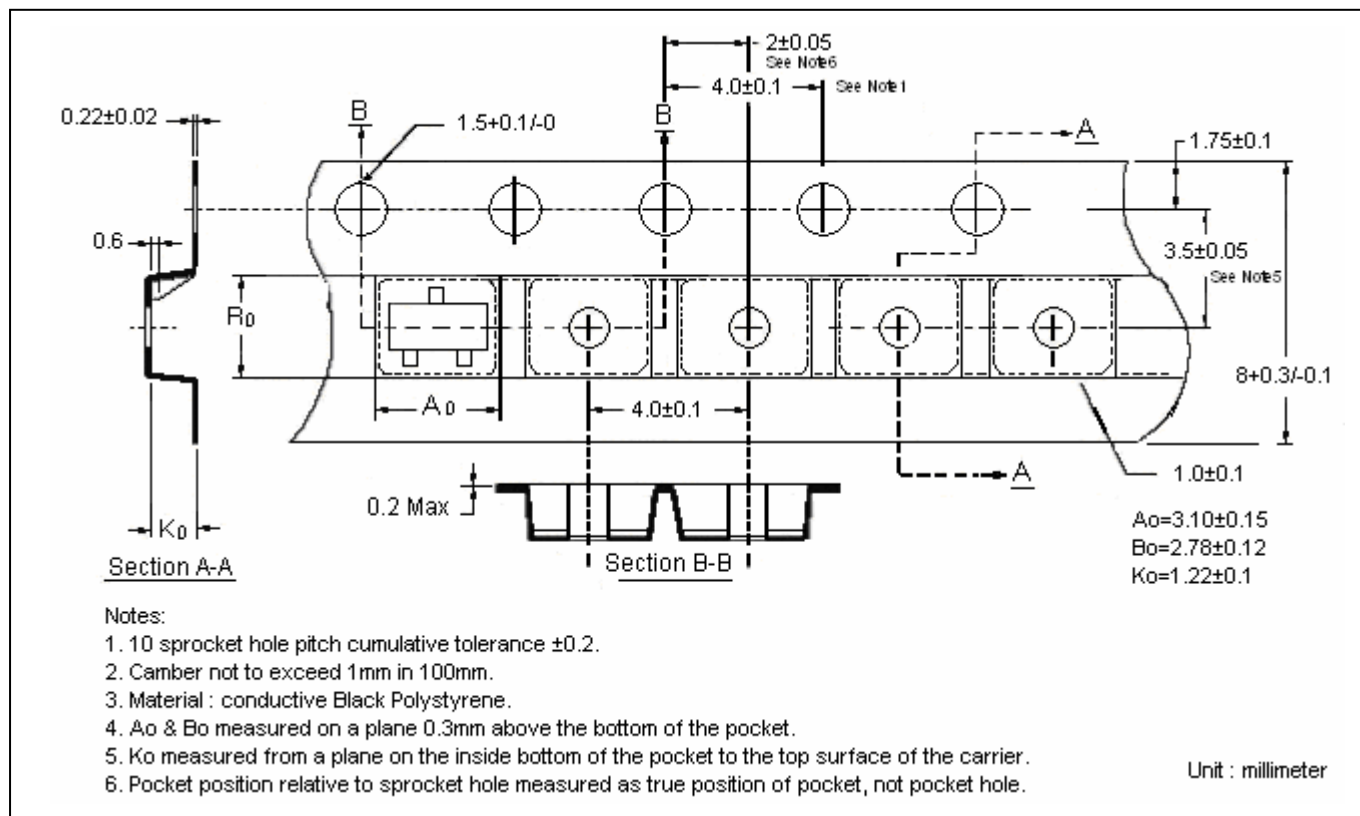 2±0.05
See Note6
4.0±0.1 See Note1
0.22±0.02
B
1.5+0.1/-0
B
A
1.75±0.1
0.6
3.5±0.05
See Note5
R0
8+0.3/-0.1
A0
4.0±0.1
A
1.0±0.1
0.2 Max
K0
Section A-A
Section B-B
Ao=3.10±0.15
Bo=2.78±0.12
Ko=1.22±0.1
Notes:
1. 10 sprocket hole pitch cumulative tolerance ±0.2.
2. Camber not to exceed 1mm in 100mm.
3. Material : conductive Black Polystyrene.
4. Ao & Bo measured on a plane 0.3mm above the bottom of the pocket.
5. Ko measured from a plane on the inside bottom of the pocket to the top surface of the carrier.
6. Pocket position relative to sprocket hole measured as true position of pocket, not pocket hole.
Unit : millimeter